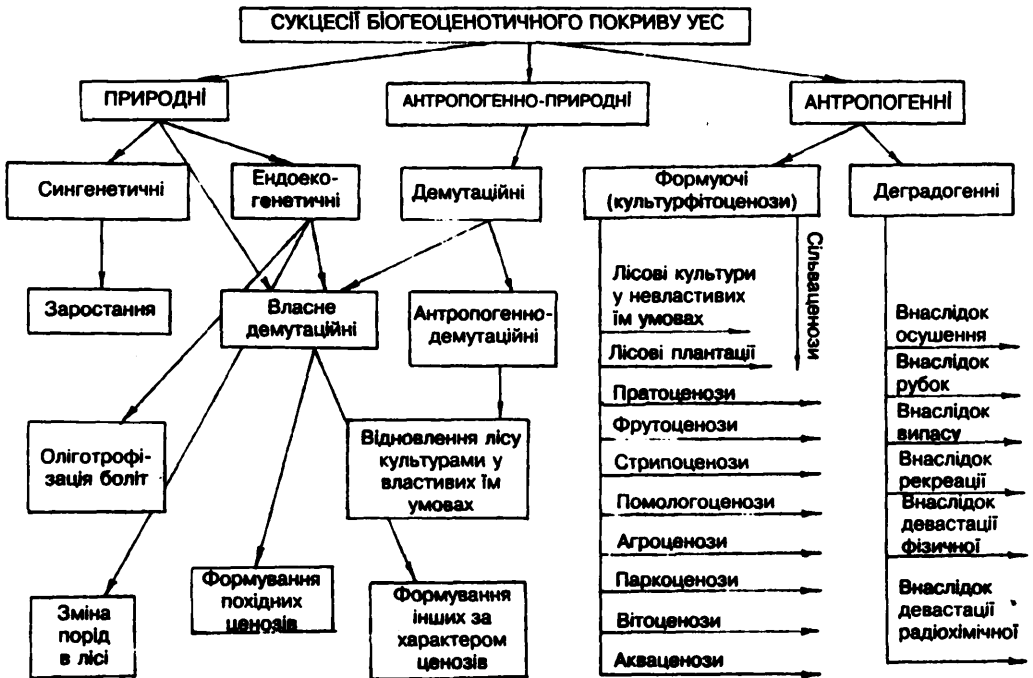 СУКЦЕСІЇ БІОГЕОЦЕНОТИЧНОГО ПОКРИВУ УЕС
ПРИРОДНІ
АНТРОПОГЕННО-ПРИРОДНІ
АНТРОПОГЕННІ
Сингенетичні
Ендоеко-
генетичні
Демутаційні
Формуючі
(культурфітоценози)
Деградогенні
Заростання
Власне
демутаційні
Антропогенно-
демутаційні
Лісові культури
у невластивих
їм умовах
Сільваценози
Лісові плантації
Пратоценози
Фрутоценози
Стрипоценози
Помологоценози
Агроценози
Паркоценози
Вітоценози
Акваценози
Внаслідок
осушення
Внаслідок
рубок
Внаслідок
випасу
Внаслідок
рекреації
Внаслідок
девастації
фізичної
Внаслідок
девастації
радіохімічної
Оліготрофі-
зація боліт
Відновлення лісу
культурами у
властивих їм
умовах
Зміна
порід
в лісі
Формування
похідних
ценозів
Формування
інших за
характером
ценозів